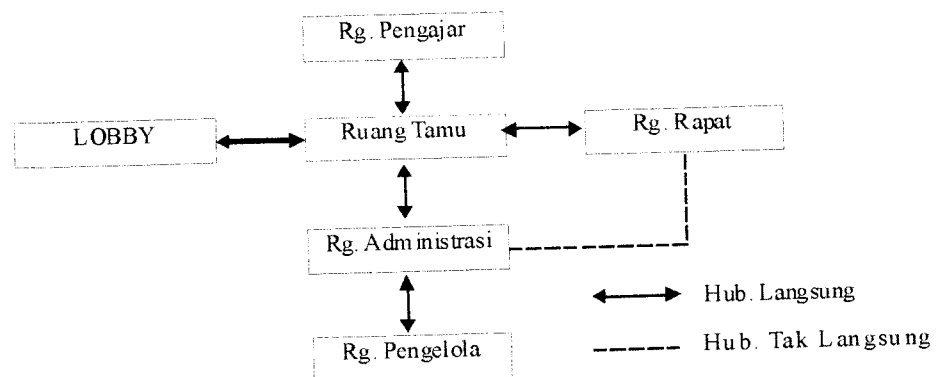 Rg. Pengajar
LOBBY
Ruang Tamu
Rg. Rapat
Rg. Administrasi
Hub. Langsung
Rg. Pengelola
Hub. Tak Langsung